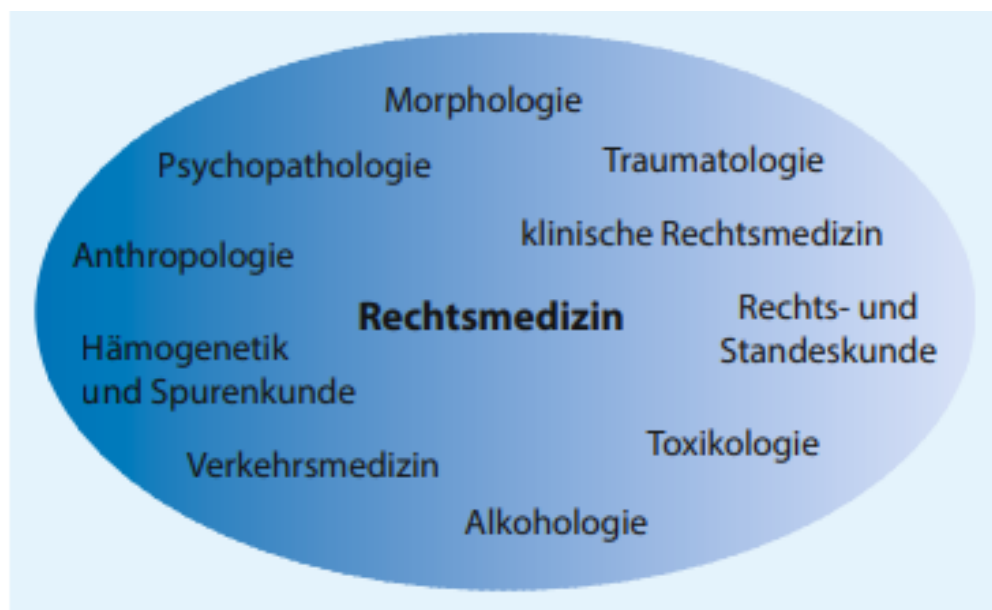 Morphologie
Psychopathologie
Traumatologie
klinische Rechtsmedizin
Anthropologie
Rechtsmedizin
Rechts- und
Standeskunde
Hämogenetik
und Spurenkunde
Toxikologie
Verkehrsmedizin
Alkohologie